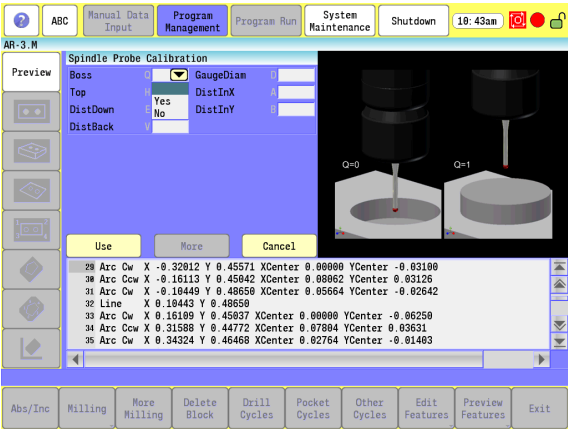 ? ABC Manual Data Input Program Management Program Run System Maintenance Shutdown 10:43am
AR-3.M
Preview
Spindle Probe Calibration
Boss Q GaugeDiam D
Top H DistInX A
Yes
No
DistDown E DistInY B
DistBack V
Q=0 Q=1
Use More Cancel
29 Arc Cw X -0.32012 Y 0.45571 XCenter 0.00000 YCenter -0.03100
30 Arc Ccw X -0.16113 Y 0.45042 XCenter 0.08062 YCenter 0.03126
31 Arc Cw X -0.10449 Y 0.48650 XCenter 0.05664 YCenter -0.02642
32 Line X 0.10443 Y 0.48650
33 Arc Cw X 0.16109 Y 0.45037 XCenter 0.00000 YCenter -0.06250
34 Arc Ccw X 0.31588 Y 0.44772 XCenter 0.07804 YCenter 0.03631
35 Arc Cw X 0.34324 Y 0.46468 XCenter 0.02764 YCenter -0.01403
Abs/Inc Milling More Milling Delete Block Drill Cycles Pocket Cycles Other Cycles Edit Features Preview Features Exit